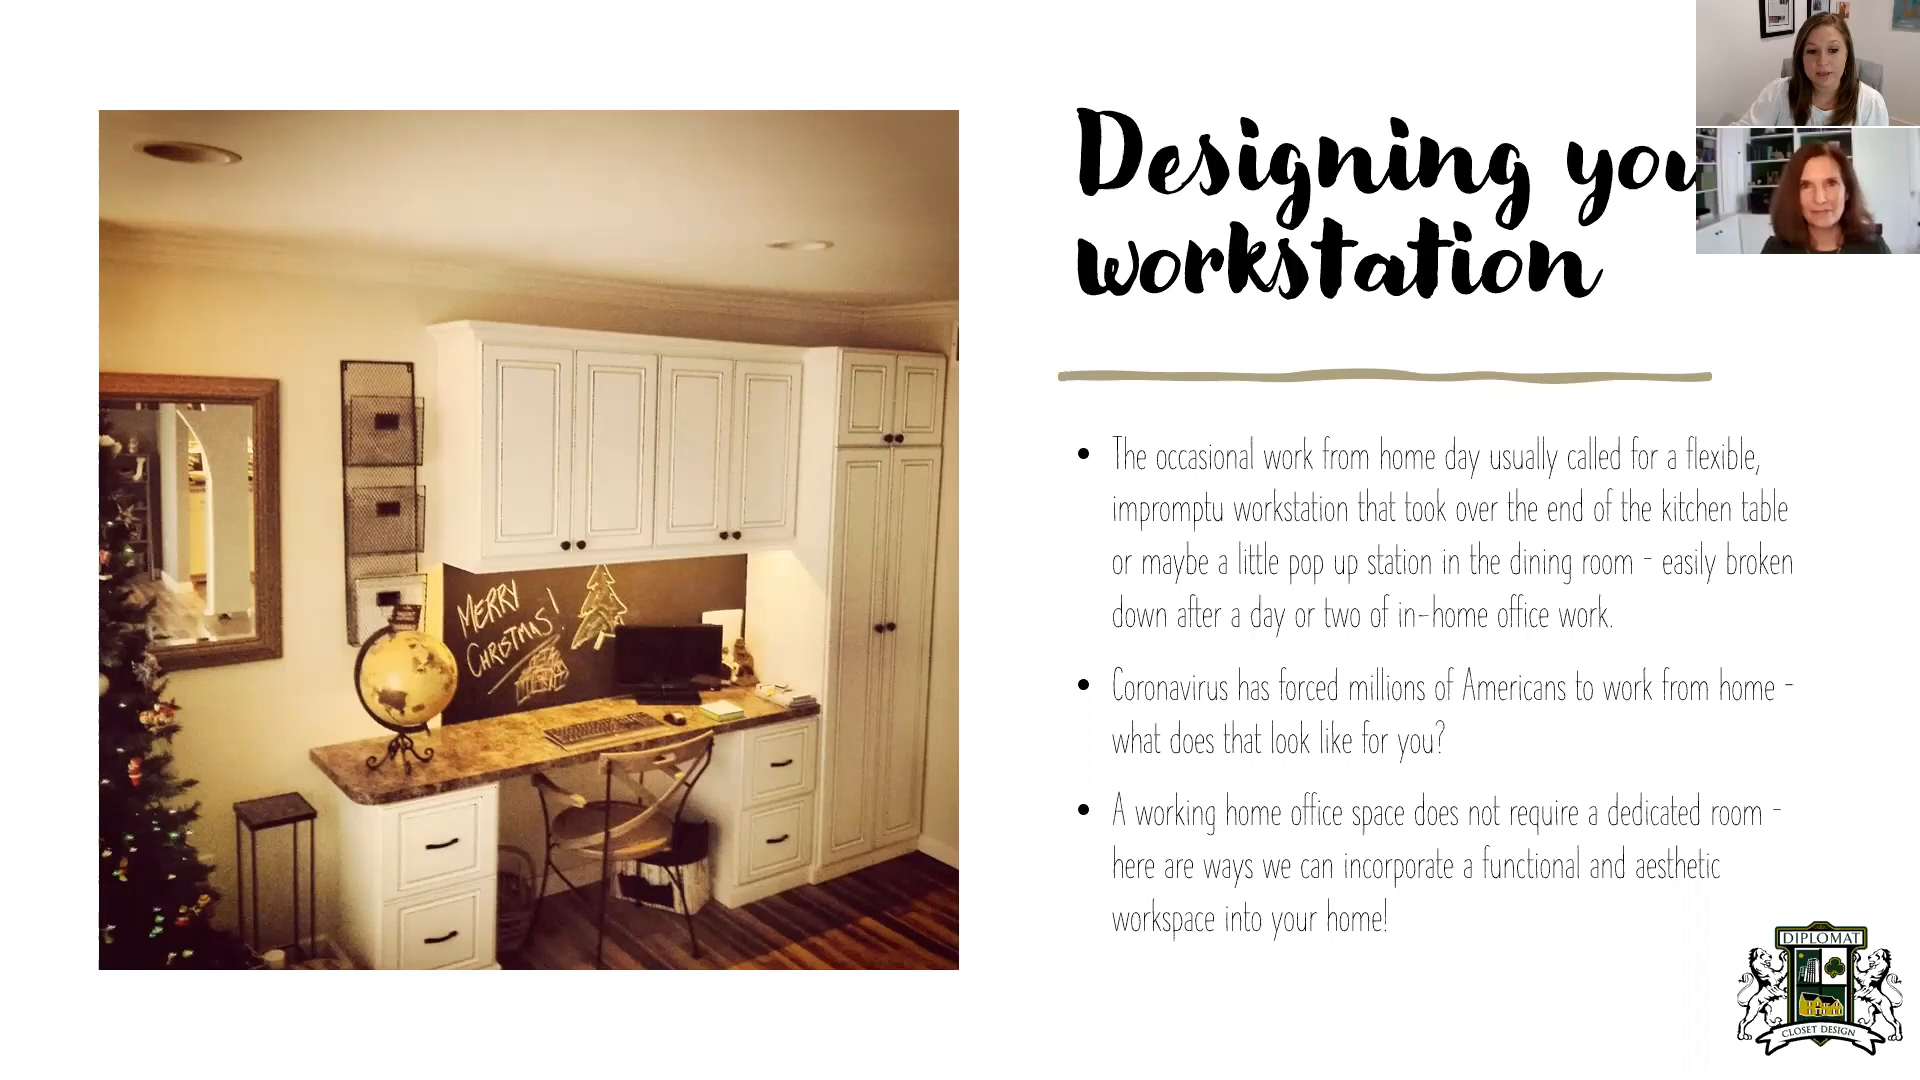 Designing you
workstation
• The occasional work from home day usually called for a flexible,
impromptu workstation that took over the end of the kitchen table
or maybe a little pop up station in the dining room - easily broken
down after a day or two of in-home office work.
• Coronavirus has forced millions of Americans to work from home -
what does that look like for you?
• A working home office space does not require a dedicated room -
here are ways we can incorporate a functional and aesthetic
workspace into your home!
MERRY
CHRISTMAS!
DIPLOMAT
CLOSET DESIGN